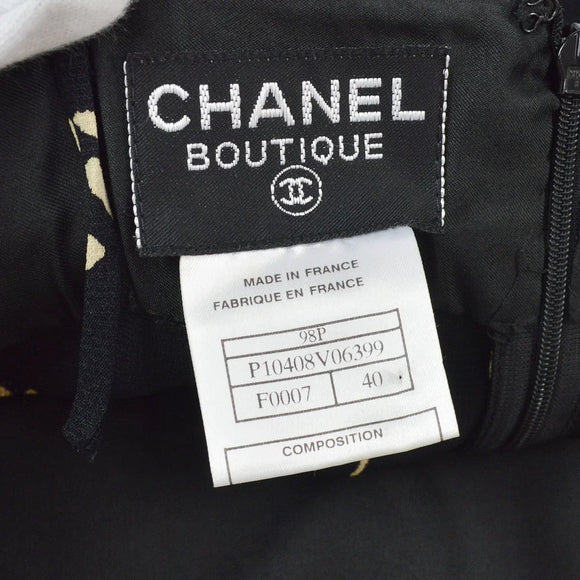 CHANEL
BOUTIQUE
MADE IN FRANCE
FABRIQUE EN FRANCE
98P
P10408V06399
F0007 40
COMPOSITION